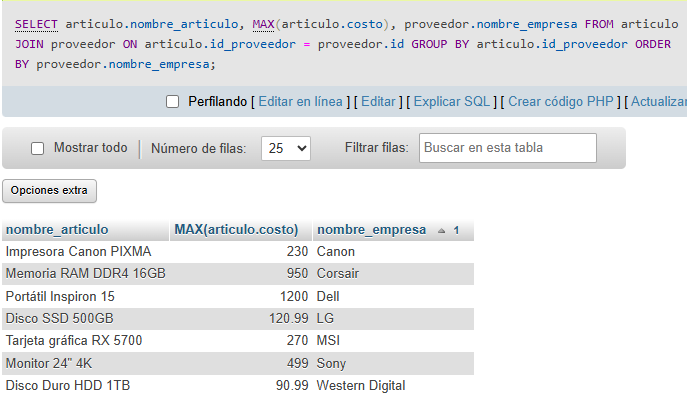 SELECT articulo.nombre_articulo, MAX(articulo.costo), proveedor.nombre_empresa FROM articulo
JOIN proveedor ON articulo.id_proveedor = proveedor.id GROUP BY articulo.id_proveedor ORDER
BY proveedor.nombre_empresa;
Perfilando [ Editar en línea ] [ Editar ] [ Explicar SQL ] [ Crear código PHP ] [ Actualizar
Mostrar todo | Número de filas: 25 Filtrar filas: Buscar en esta tabla
Opciones extra
nombre_articulo MAX(articulo.costo) nombre_empresa 1
Impresora Canon PIXMA 230 Canon
Memoria RAM DDR4 16GB 950 Corsair
Portátil Inspiron 15 1200 Dell
Disco SSD 500GB 120.99 LG
Tarjeta gráfica RX 5700 270 MSI
Monitor 24" 4K 499 Sony
Disco Duro HDD 1TB 90.99 Western Digital